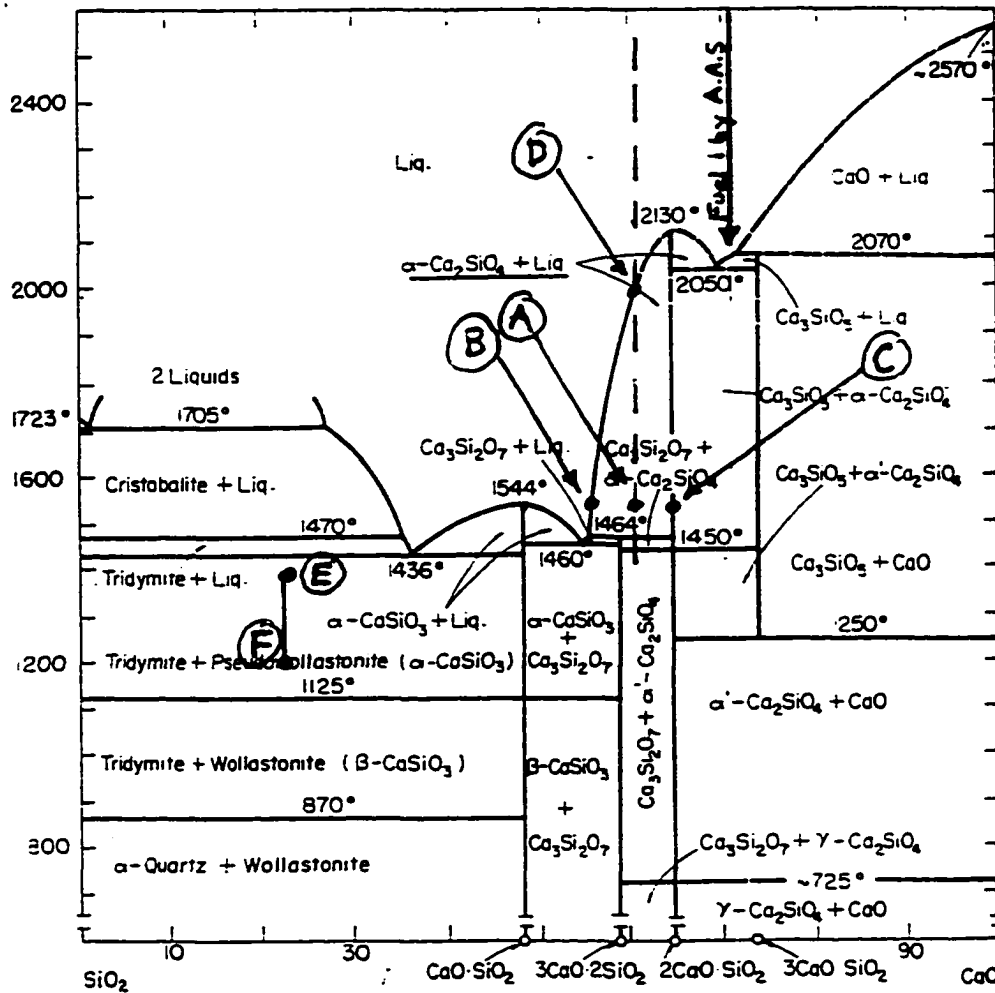 Fuel 1 by A.A.S
~2570°
2400
D
Liq.
CaO + Liq
2130°
2070°
α-Ca₂SiO₄ + Liq
2000
2050°
A
Ca₃SiO₅ + Liq
B
C
2 Liquids
1723°
1705°
Ca₃SiO₅ + α-Ca₂SiO₄
Ca₃Si₂O₇ + Liq.
Ca₃Si₂O₇ +
α-Ca₂SiO₄
1600
Cristobalite + Liq.
1544°
Ca₃SiO₅ + α'-Ca₂SiO₄
1470°
1464°
1450°
1436°
1460°
Ca₃SiO₅ + CaO
Tridymite + Liq.
E
α-CaSiO₃ + Liq.
α-CaSiO₃
+
Ca₃Si₂O₇
250°
F
1200
Tridymite + Pseudowollastonite (α-CaSiO₃)
1125°
Ca₃Si₂O₇ + α'-Ca₂SiO₄
α'-Ca₂SiO₄ + CaO
Tridymite + Wollastonite (β-CaSiO₃)
β-CaSiO₃
+
Ca₃Si₂O₇
870°
800
α-Quartz + Wollastonite
Ca₃Si₂O₇ + γ-Ca₂SiO₄
~725°
γ-Ca₂SiO₄ + CaO
10
30
90
SiO₂
CaO·SiO₂
3CaO·2SiO₂
2CaO·SiO₂
3CaO SiO₂
CaO